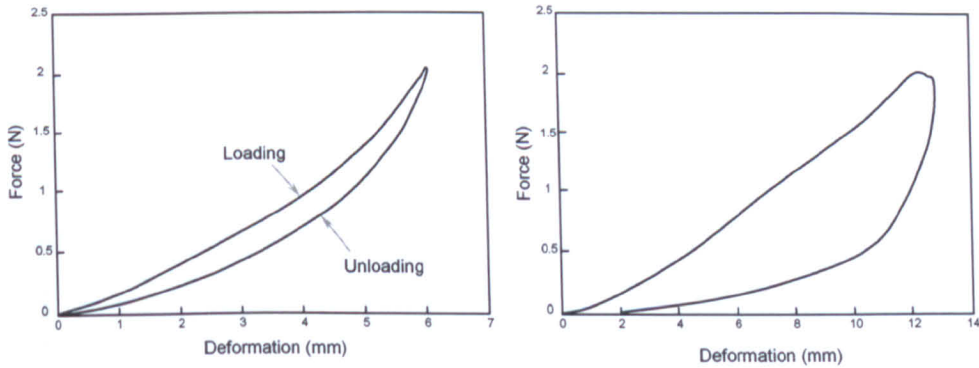 2.5
2
1.5
1
0.5
0
Force (N)
Loading
Unloading
0 1 2 3 4 5 6 7
Deformation (mm)
2.5
2
1.5
1
0.5
0
Force (N)
0 2 4 6 8 10 12 14
Deformation (mm)